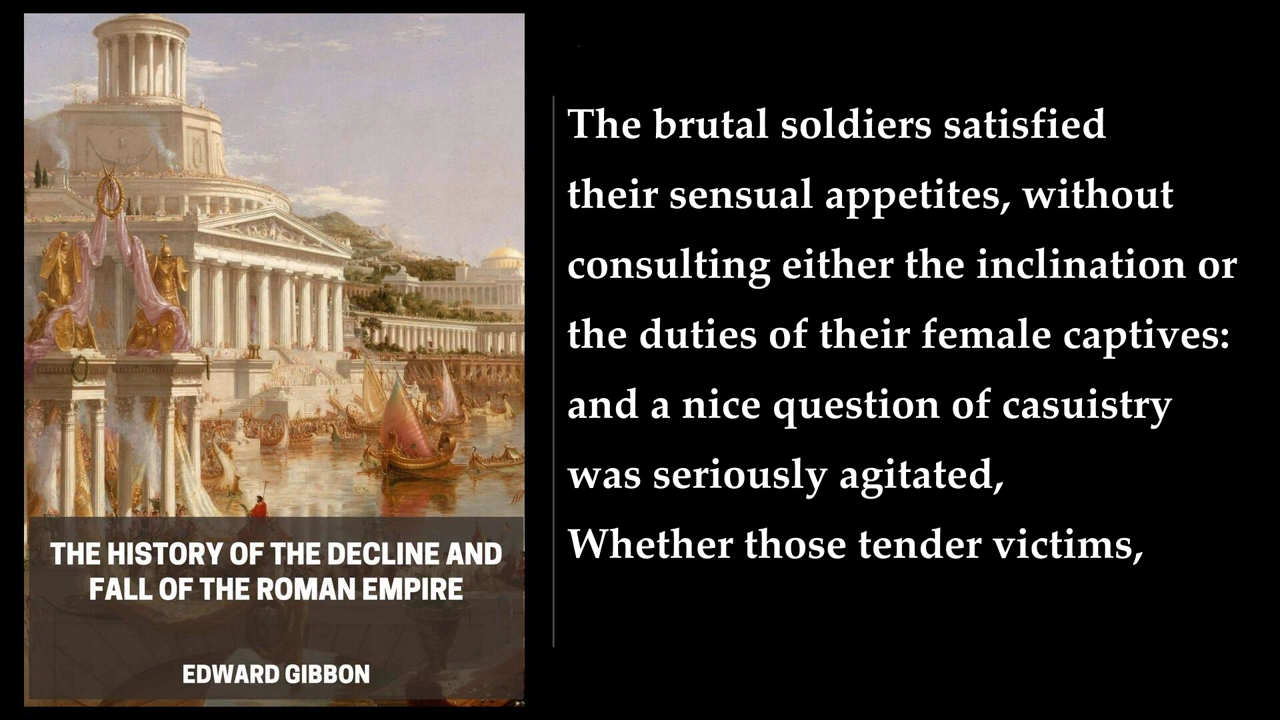 THE HISTORY OF THE DECLINE AND
FALL OF THE ROMAN EMPIRE
EDWARD GIBBON
The brutal soldiers satisfied
their sensual appetites, without
consulting either the inclination or
the duties of their female captives:
and a nice question of casuistry
was seriously agitated,
Whether those tender victims,